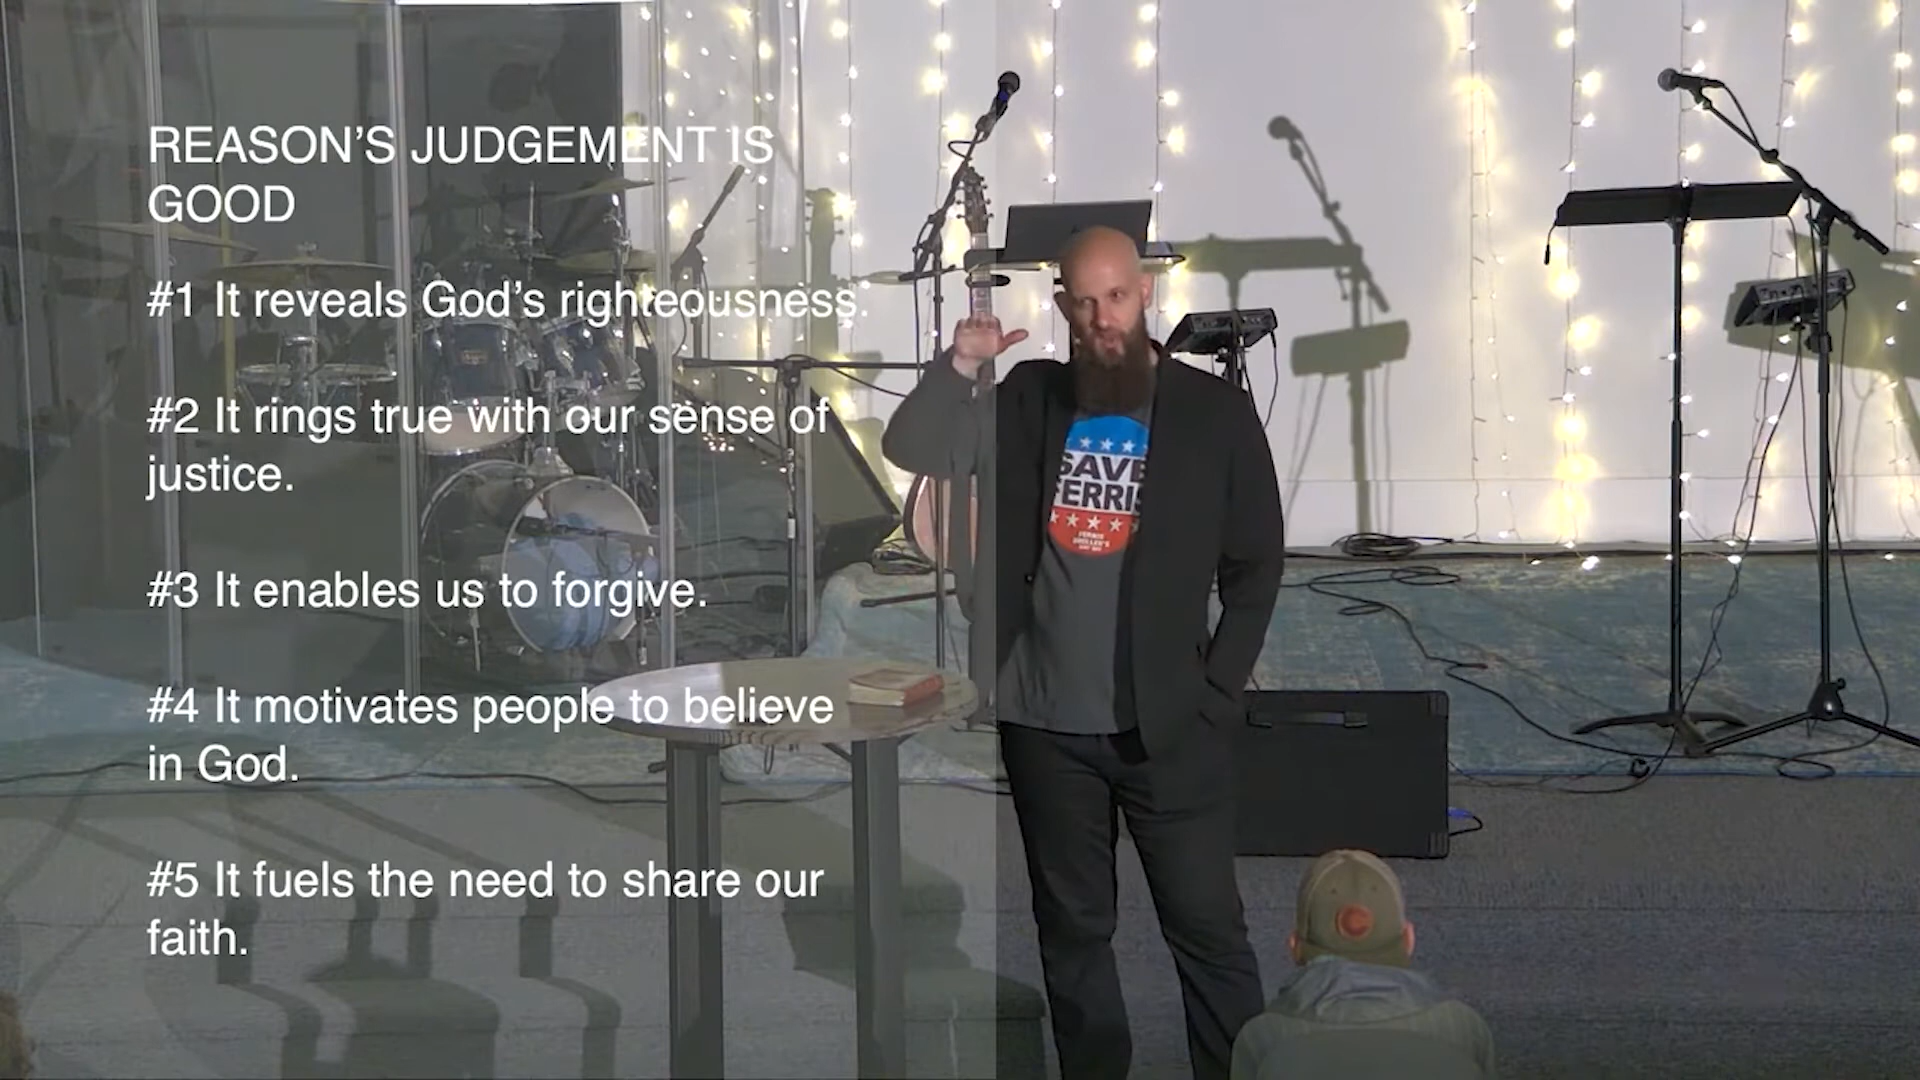 REASON'S JUDGEMENT IS
GOOD
#1 It reveals God's righteousness.
#2 It rings true with our sense of
justice.
#3 It enables us to forgive.
#4 It motivates people to believe
in God.
#5 It fuels the need to share our
faith.
SAVE
FERRIS
C